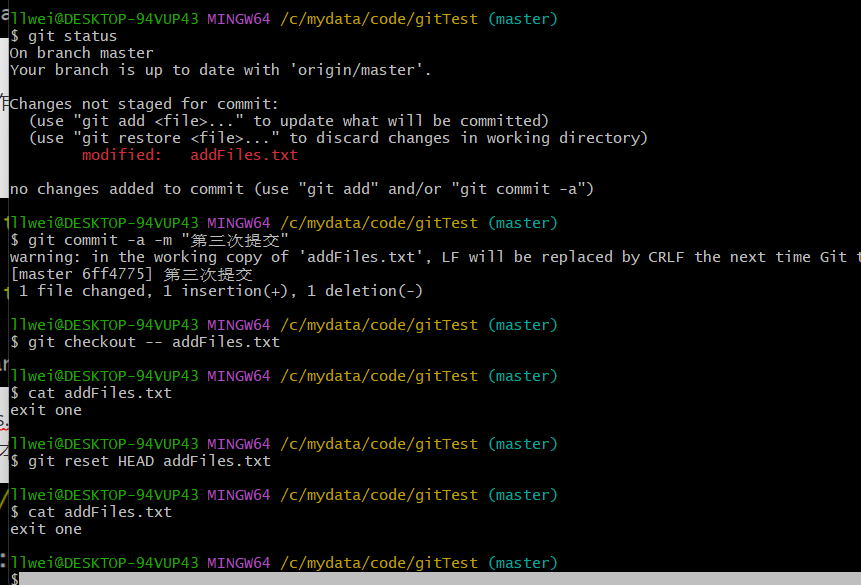 llwei@DESKTOP-94VUP43 MINGW64 /c/mydata/code/gitTest (master)
$ git status
On branch master
Your branch is up to date with 'origin/master'.
Changes not staged for commit:
  (use "git add <file>..." to update what will be committed)
  (use "git restore <file>..." to discard changes in working directory)
        modified:   addFiles.txt
no changes added to commit (use "git add" and/or "git commit -a")
llwei@DESKTOP-94VUP43 MINGW64 /c/mydata/code/gitTest (master)
$ git commit -a -m "第三次提交"
warning: in the working copy of 'addFiles.txt', LF will be replaced by CRLF the next time Git
[master 6ff4775] 第三次提交
 1 file changed, 1 insertion(+), 1 deletion(-)
llwei@DESKTOP-94VUP43 MINGW64 /c/mydata/code/gitTest (master)
$ git checkout -- addFiles.txt
llwei@DESKTOP-94VUP43 MINGW64 /c/mydata/code/gitTest (master)
$ cat addFiles.txt
exit one
llwei@DESKTOP-94VUP43 MINGW64 /c/mydata/code/gitTest (master)
$ git reset HEAD addFiles.txt
llwei@DESKTOP-94VUP43 MINGW64 /c/mydata/code/gitTest (master)
$ cat addFiles.txt
exit one
llwei@DESKTOP-94VUP43 MINGW64 /c/mydata/code/gitTest (master)
$